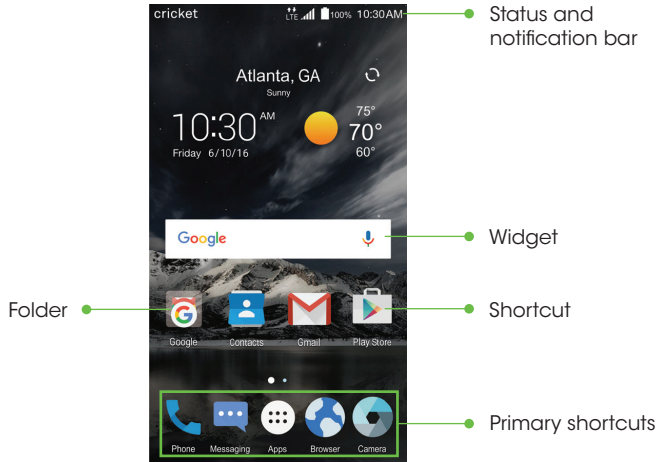 cricket LTE 100% 10:30AM
Status and
notification bar
Atlanta, GA
Sunny
10:30 AM
75°
70°
60°
Friday 6/10/16
Google
Widget
Folder
G
Shortcut
Google Contacts Gmail Play Store
Primary shortcuts
Phone Messaging Apps Browser Camera